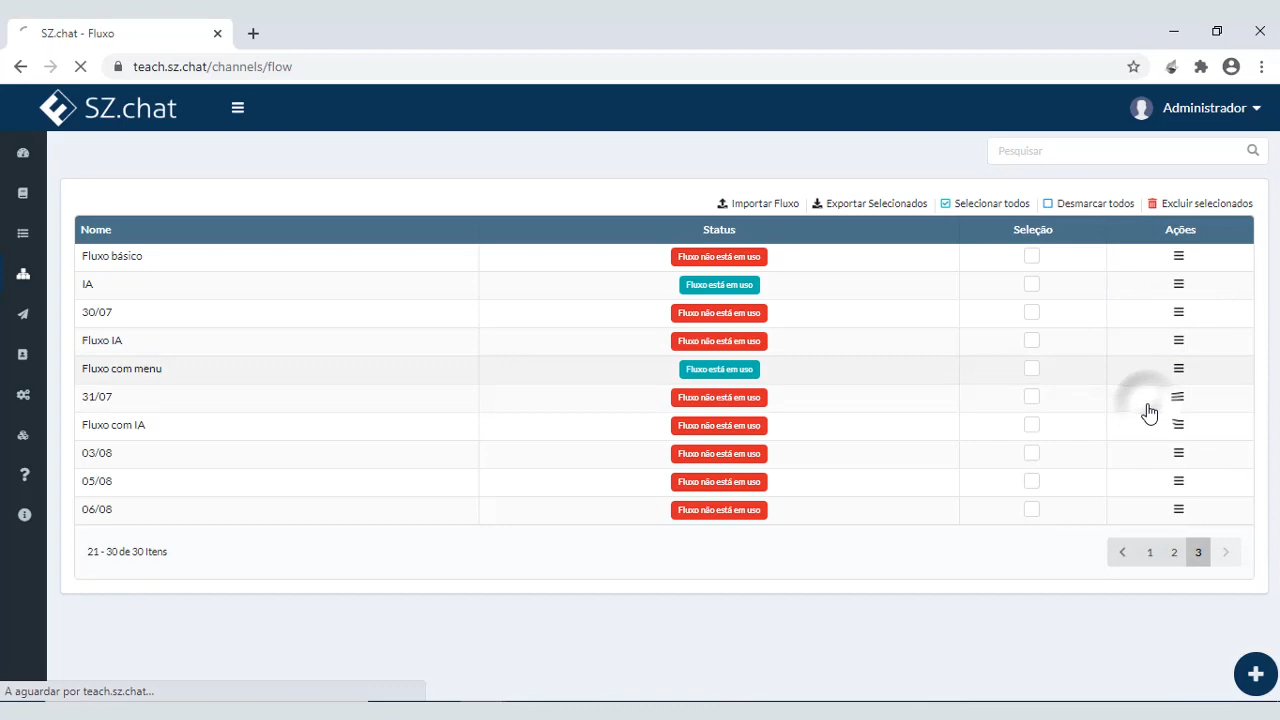 SZ.chat - Fluxo
teach.sz.chat/channels/flow
SZ.chat
Administrador
Pesquisar
Importar Fluxo Exportar Selecionados Selecionar todos Desmarcar todos Excluir selecionados
Nome Status Seleção Ações
Fluxo básico Fluxo não está em uso
IA Fluxo está em uso
30/07 Fluxo não está em uso
Fluxo IA Fluxo não está em uso
Fluxo com menu Fluxo está em uso
31/07 Fluxo não está em uso
Fluxo com IA Fluxo não está em uso
03/08 Fluxo não está em uso
05/08 Fluxo não está em uso
06/08 Fluxo não está em uso
21 - 30 de 30 Itens 1 2 3
A aguardar por teach.sz.chat...